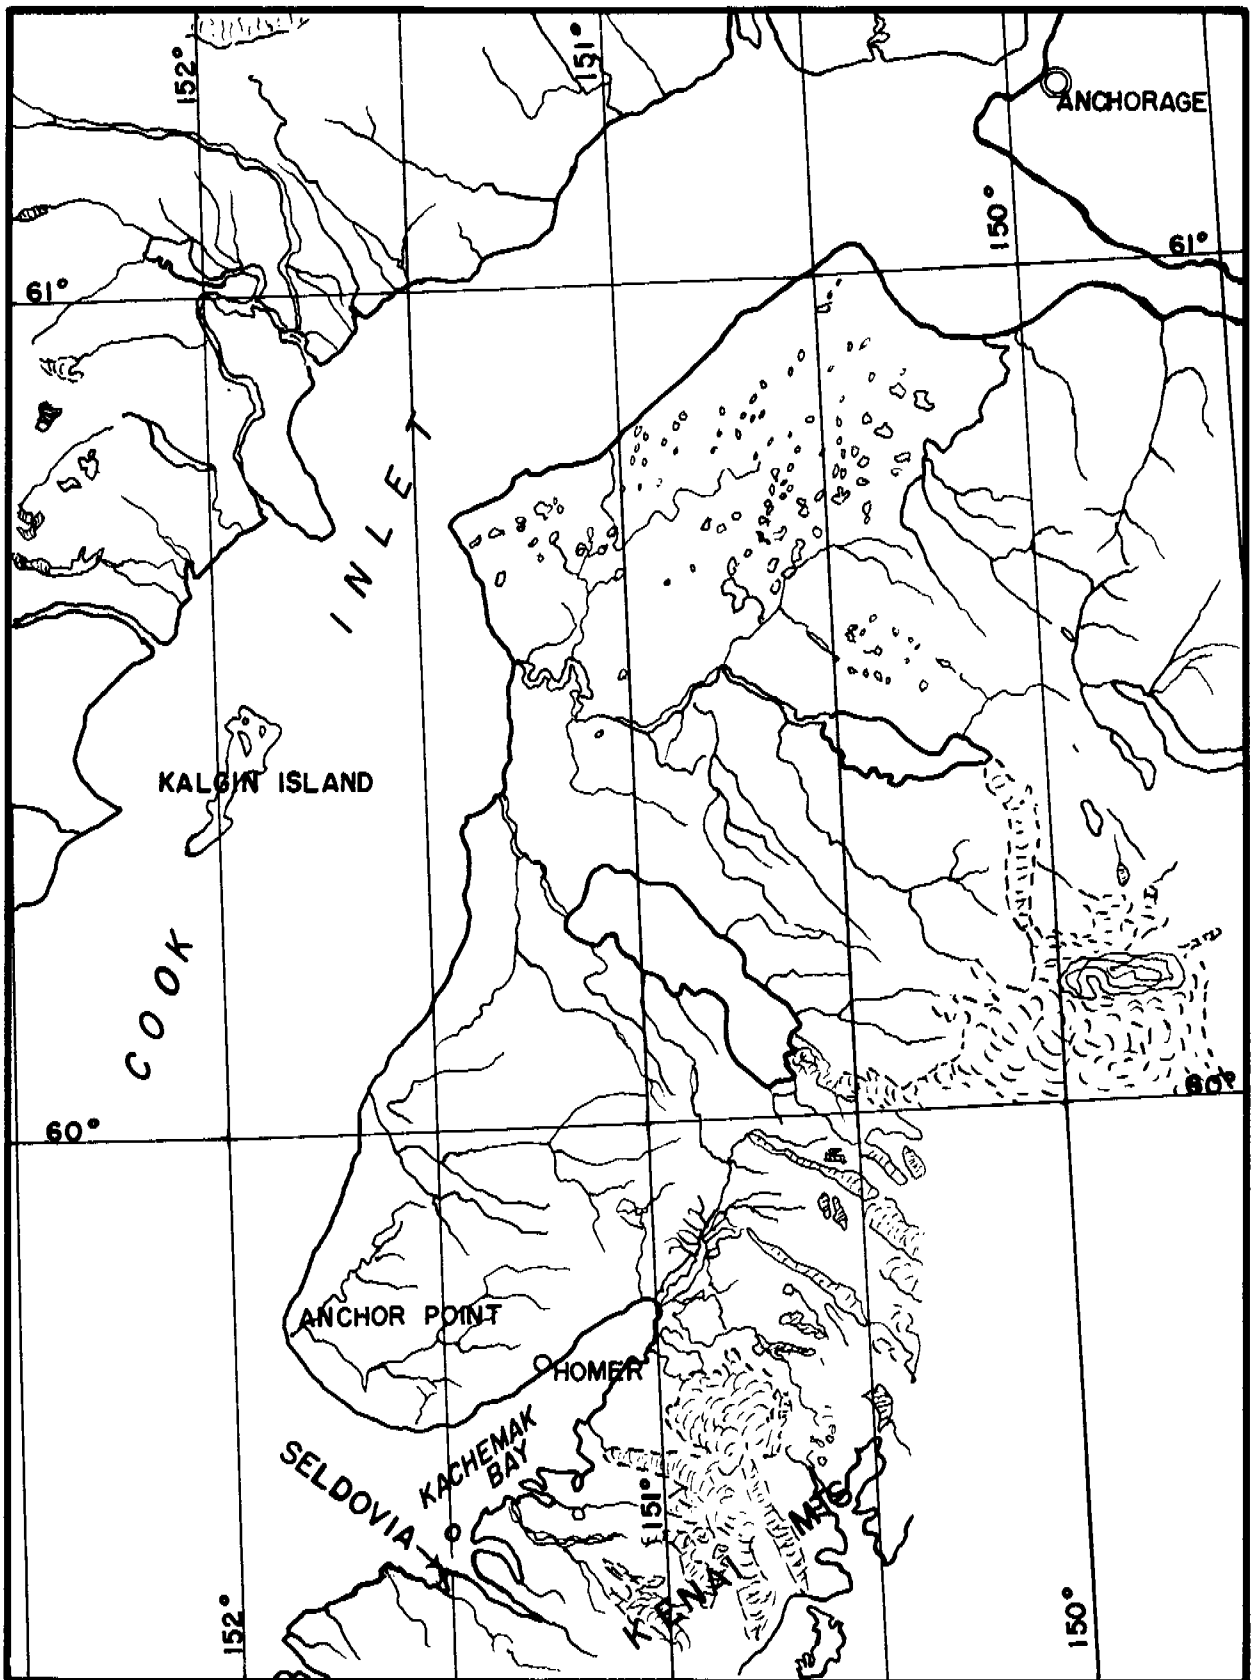 152°
151°
ANCHORAGE
150°
61°
61°
INLET
KALGIN ISLAND
COOK
60°
60°
ANCHOR POINT
HOMER
KACHEMAK
BAY
SELDOVIA
151°
KENAI MTS
152°
150°